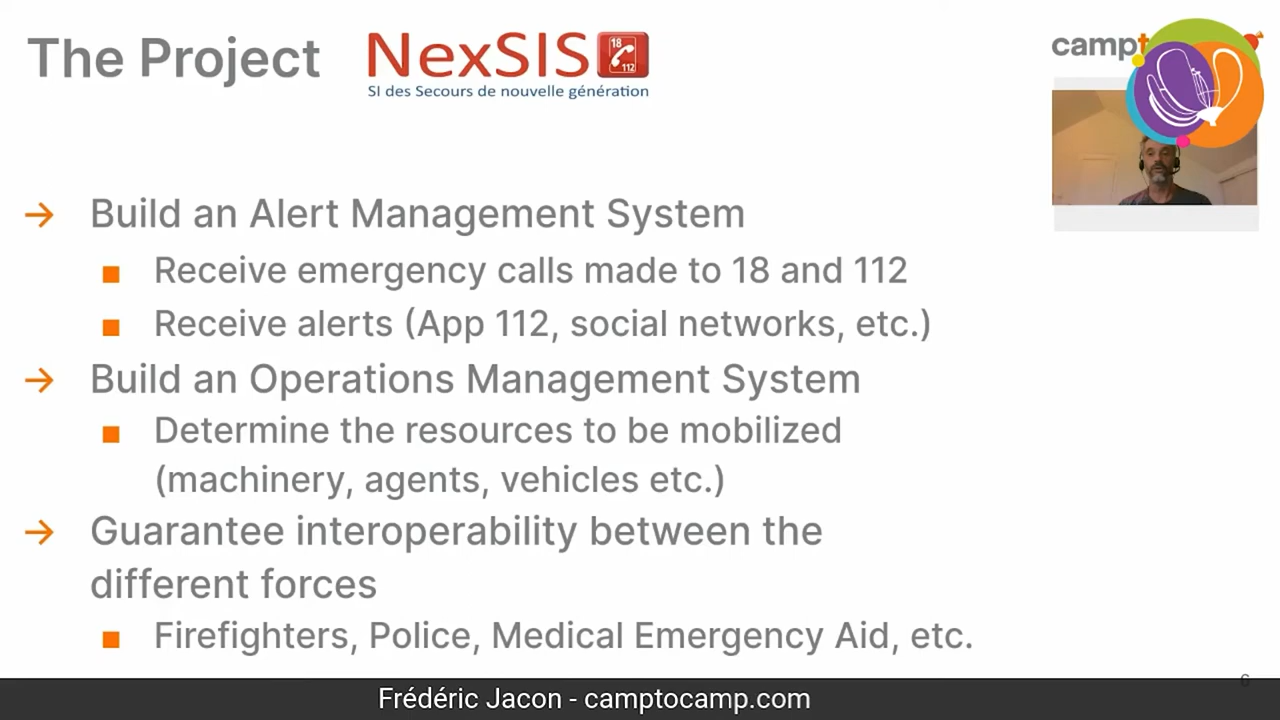 The Project
NexSIS
18
112
SI des Secours de nouvelle génération
camp
→ Build an Alert Management System
■ Receive emergency calls made to 18 and 112
■ Receive alerts (App 112, social networks, etc.)
→ Build an Operations Management System
■ Determine the resources to be mobilized
(machinery, agents, vehicles etc.)
→ Guarantee interoperability between the
different forces
■ Firefighters, Police, Medical Emergency Aid, etc.
6
Frédéric Jacon - camptocamp.com